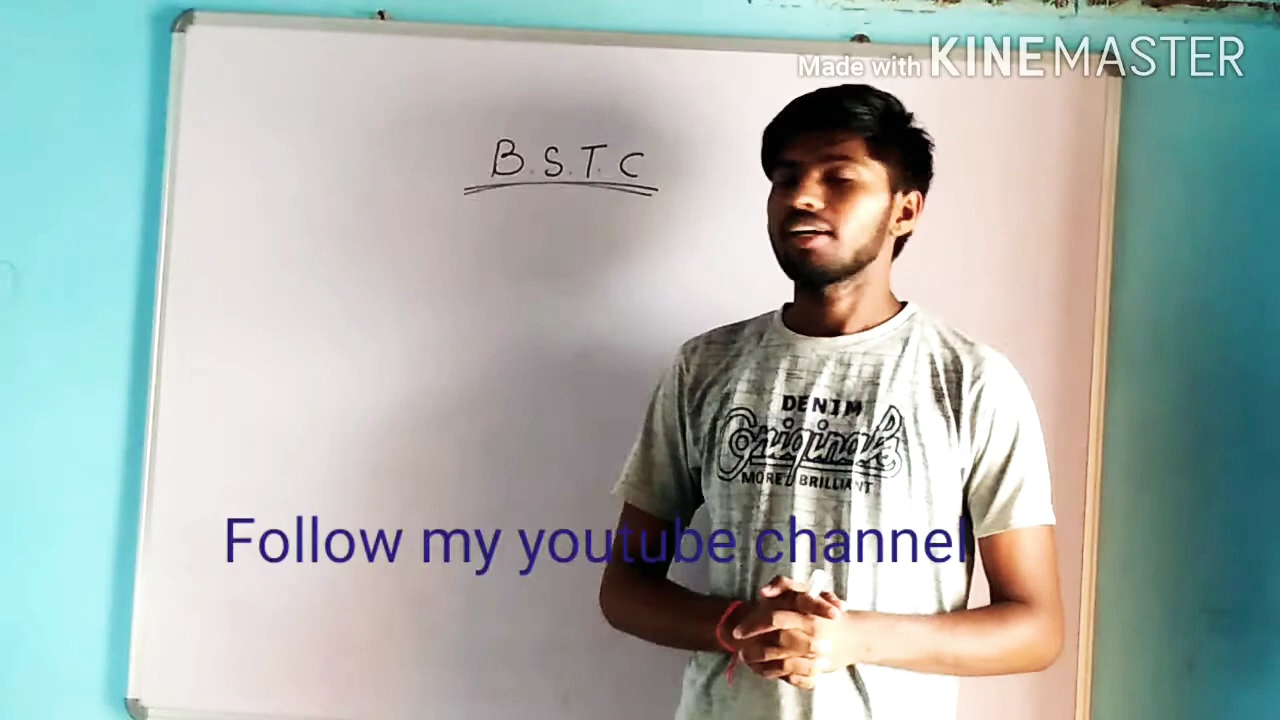 Made with KINEMASTER
B.S.T.C
DENIM
Originals
MORE BRILLIANT
Follow my youtube channel